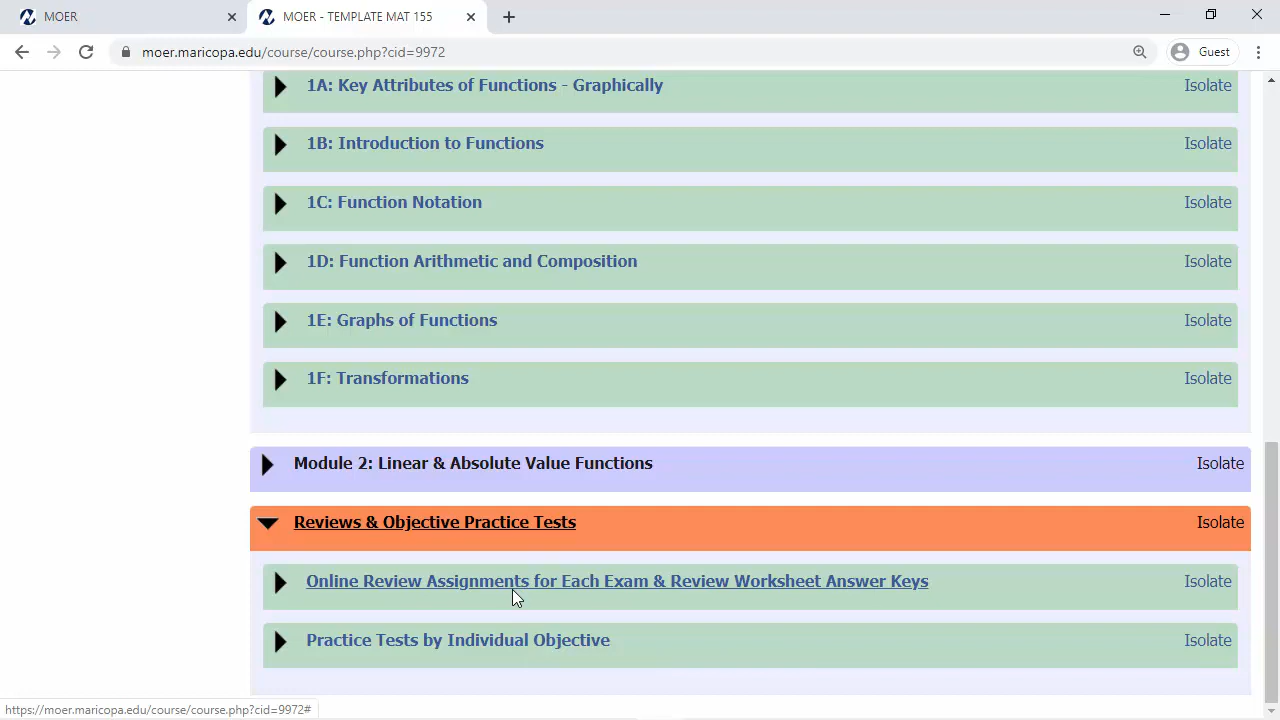 MOER
MOER - TEMPLATE MAT 155
moer.maricopa.edu/course/course.php?cid=9972
Guest
1A: Key Attributes of Functions - Graphically Isolate
1B: Introduction to Functions Isolate
1C: Function Notation Isolate
1D: Function Arithmetic and Composition Isolate
1E: Graphs of Functions Isolate
1F: Transformations Isolate
Module 2: Linear & Absolute Value Functions Isolate
Reviews & Objective Practice Tests Isolate
Online Review Assignments for Each Exam & Review Worksheet Answer Keys Isolate
Practice Tests by Individual Objective Isolate
https://moer.maricopa.edu/course/course.php?cid=9972#